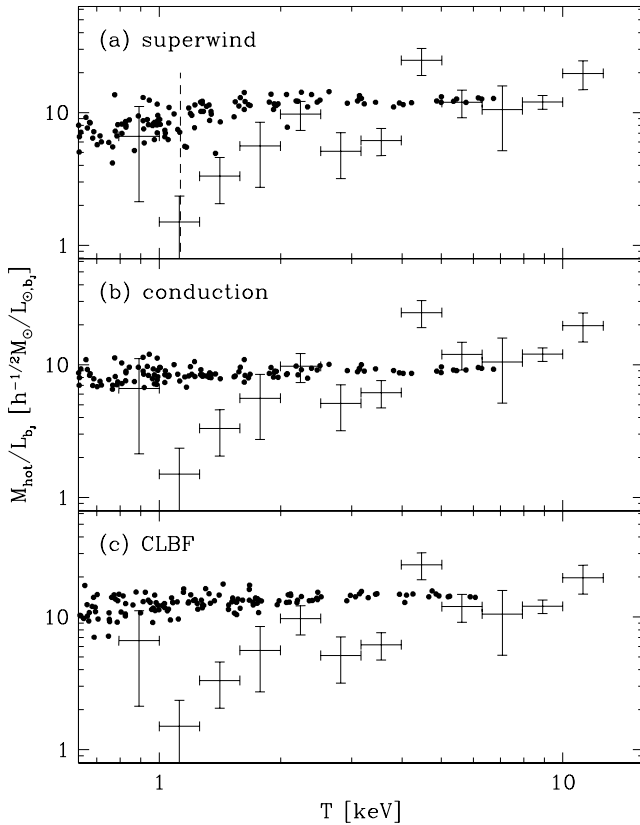 (a) superwind
10
1
(b) conduction
10
1
M_hot/L_bJ [h^−1/2 M_⊙/L_⊙,bJ]
(c) CLBF
10
1
1
10
T [keV]